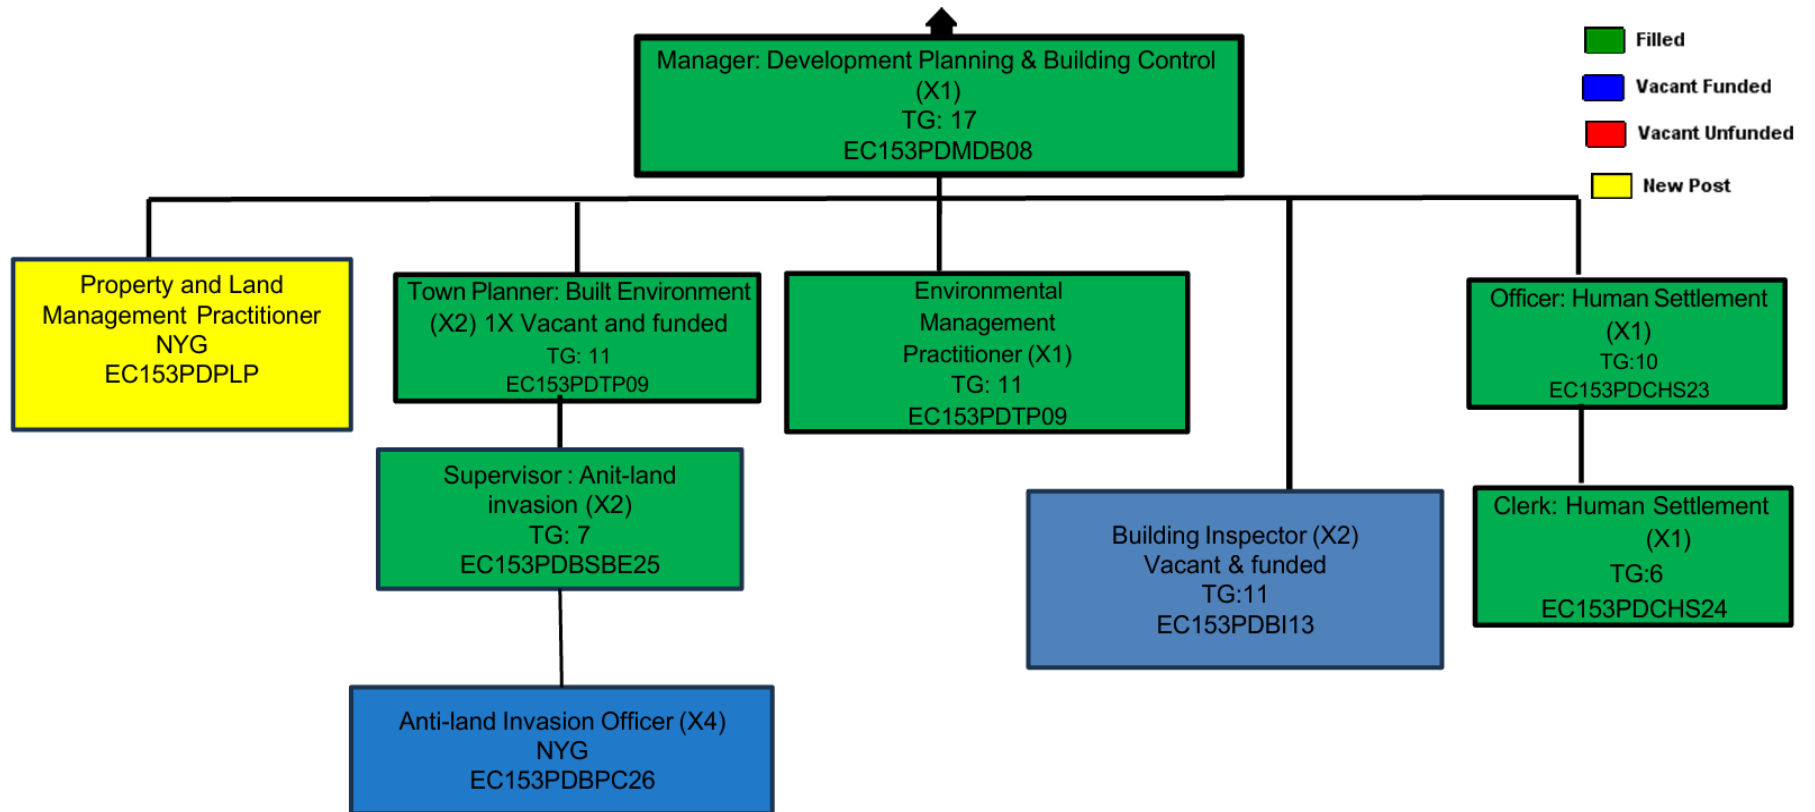 Manager: Development Planning & Building Control
(X1)
TG: 17
EC153PDMDB08
Filled
Vacant Funded
Vacant Unfunded
New Post
Property and Land
Management Practitioner
NYG
EC153PDPLP
Town Planner: Built Environment
(X2) 1X Vacant and funded
TG: 11
EC153PDTP09
Environmental
Management
Practitioner (X1)
TG: 11
EC153PDTP09
Officer: Human Settlement
(X1)
TG:10
EC153PDCHS23
Supervisor : Anit-land
invasion (X2)
TG: 7
EC153PDBSBE25
Building Inspector (X2)
Vacant & funded
TG:11
EC153PDBI13
Clerk: Human Settlement
(X1)
TG:6
EC153PDCHS24
Anti-land Invasion Officer (X4)
NYG
EC153PDBPC26